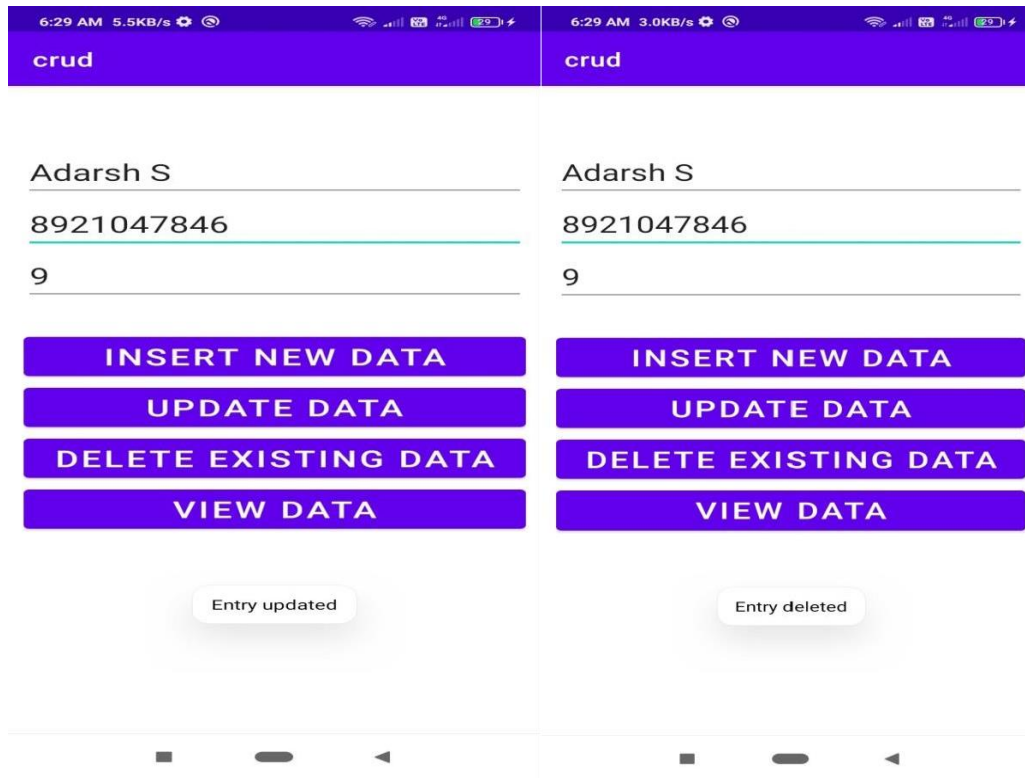 6:29 AM 5.5KB/s
29
crud
Adarsh S
8921047846
9
INSERT NEW DATA
UPDATE DATA
DELETE EXISTING DATA
VIEW DATA
Entry updated
6:29 AM 3.0KB/s
29
crud
Adarsh S
8921047846
9
INSERT NEW DATA
UPDATE DATA
DELETE EXISTING DATA
VIEW DATA
Entry deleted